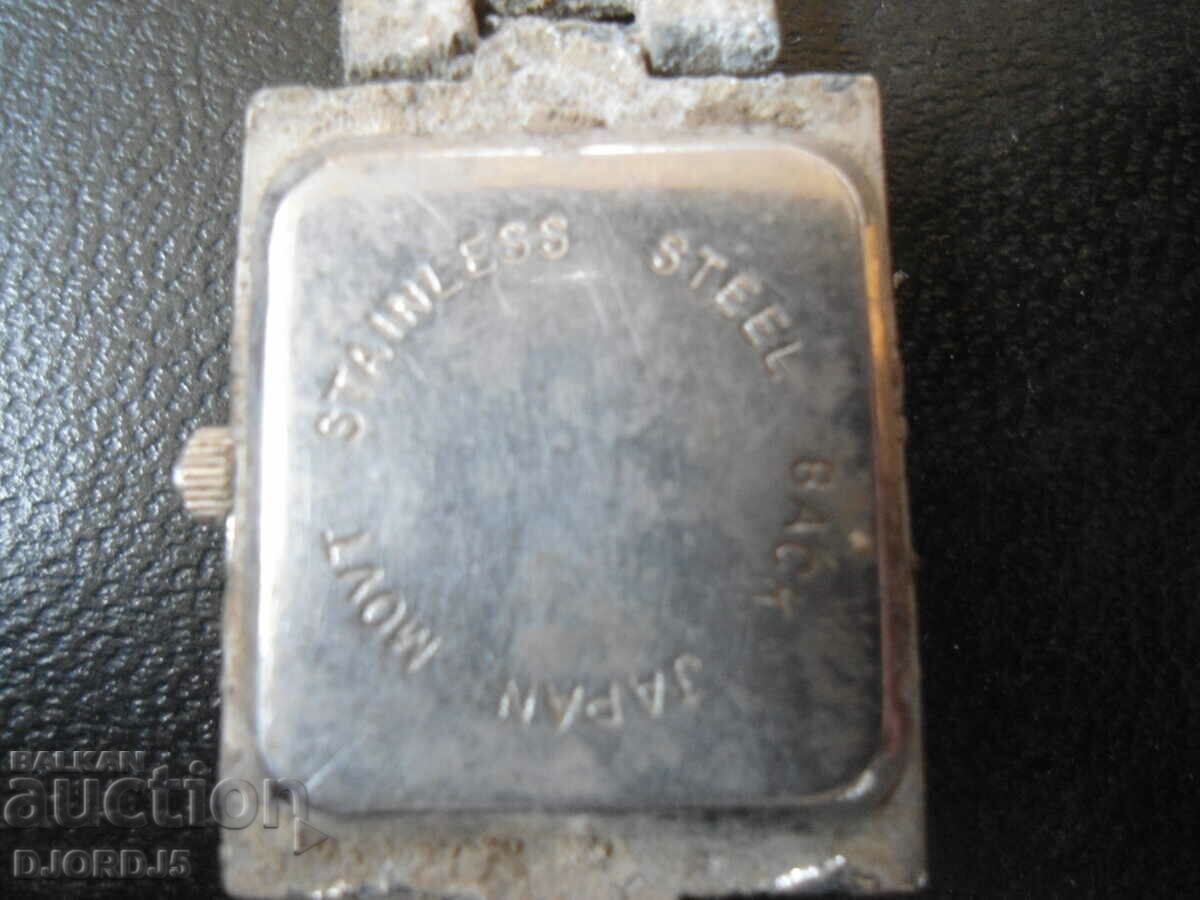 STAINLESS STEEL BACK
JAPAN MOVT
BALKAN
auction
DJORDJ5